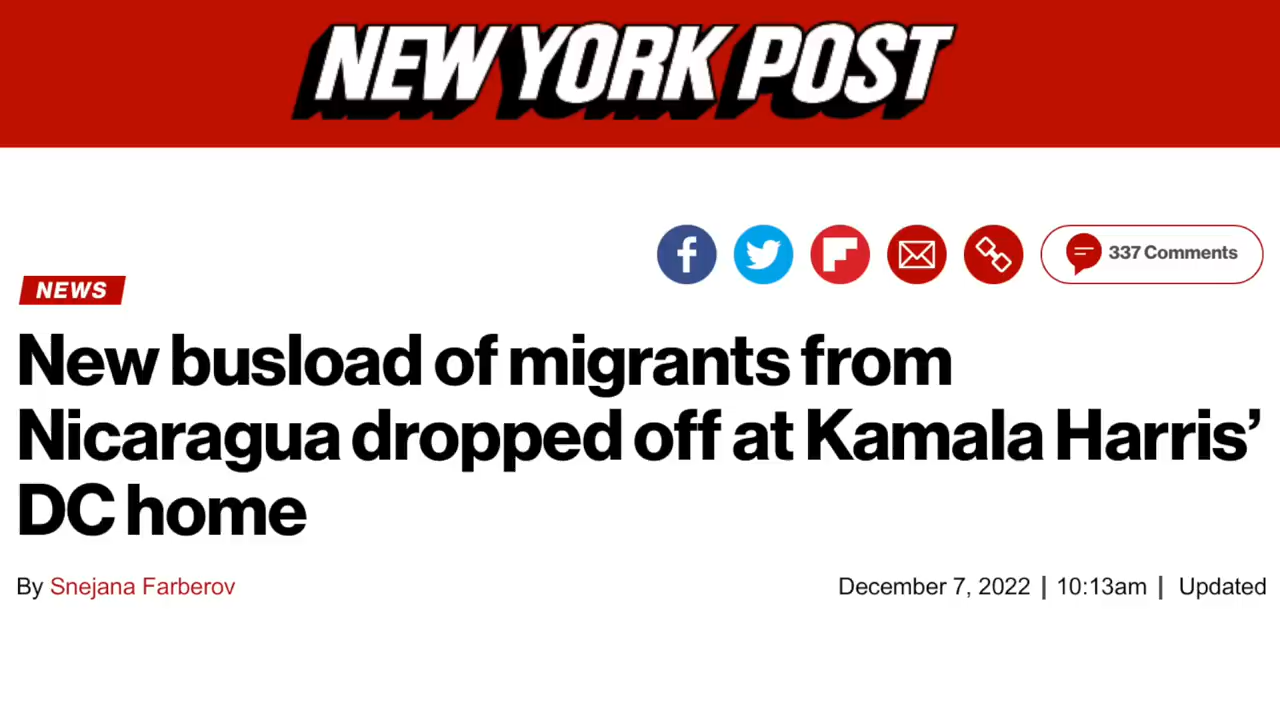 NEW YORK POST
337 Comments
NEWS
New busload of migrants from
Nicaragua dropped off at Kamala Harris’
DC home
By Snejana Farberov
December 7, 2022 | 10:13am | Updated